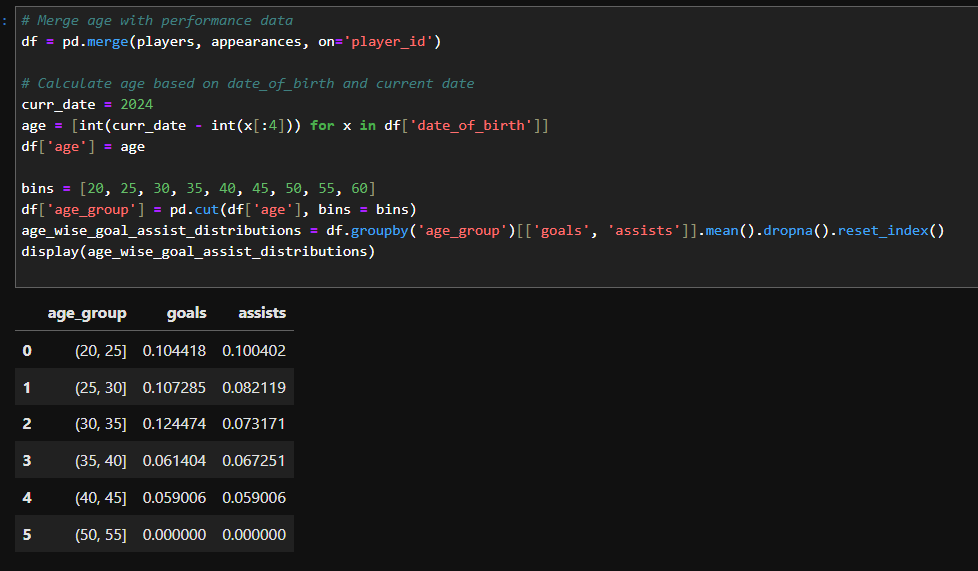 :
# Merge age with performance data
df = pd.merge(players, appearances, on='player_id')
# Calculate age based on date_of_birth and current date
curr_date = 2024
age = [int(curr_date - int(x[:4])) for x in df['date_of_birth']]
df['age'] = age
bins = [20, 25, 30, 35, 40, 45, 50, 55, 60]
df['age_group'] = pd.cut(df['age'], bins = bins)
age_wise_goal_assist_distributions = df.groupby('age_group')[['goals', 'assists']].mean().dropna().reset_index()
display(age_wise_goal_assist_distributions)
age_group goals assists
0 (20, 25] 0.104418 0.100402
1 (25, 30] 0.107285 0.082119
2 (30, 35] 0.124474 0.073171
3 (35, 40] 0.061404 0.067251
4 (40, 45] 0.059006 0.059006
5 (50, 55] 0.000000 0.000000